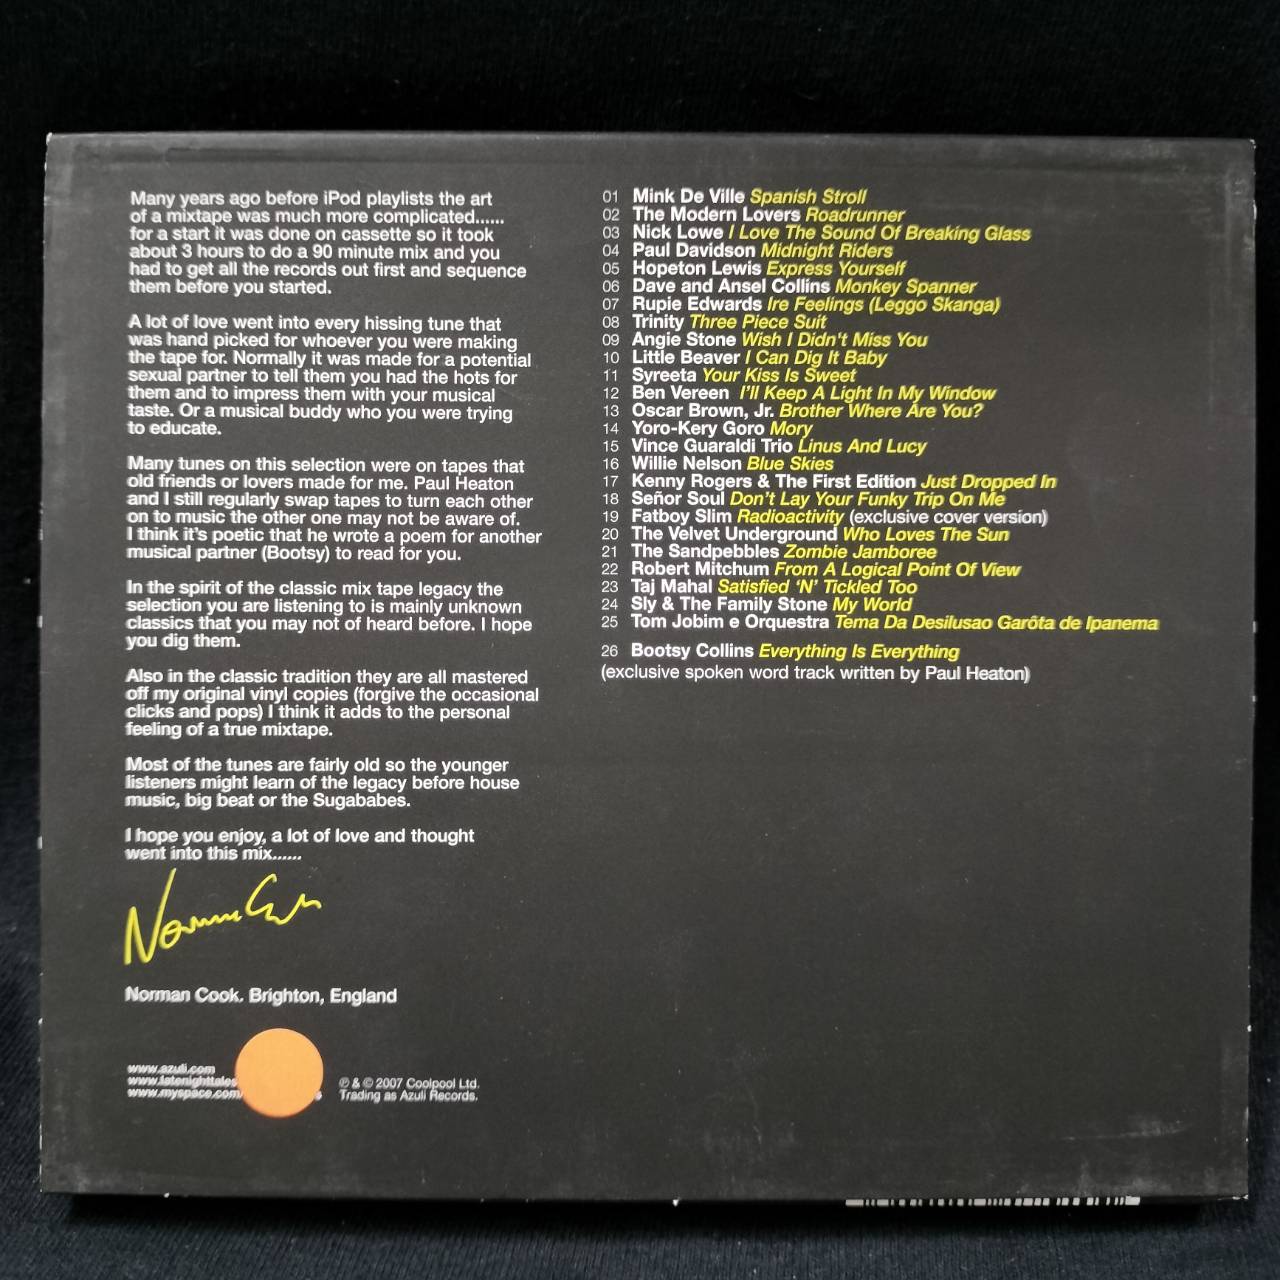 Many years ago before iPod playlists the art
of a mixtape was much more complicated......
for a start it was done on cassette so it took
about 3 hours to do a 90 minute mix and you
had to get all the records out first and sequence
them before you started.
A lot of love went into every hissing tune that
was hand picked for whoever you were making
the tape for. Normally it was made for a potential
sexual partner to tell them you had the hots for
them and to impress them with your musical
taste. Or a musical buddy who you were trying
to educate.
Many tunes on this selection were on tapes that
old friends or lovers made for me. Paul Heaton
and I still regularly swap tapes to turn each other
on to music the other one may not be aware of.
I think it's poetic that he wrote a poem for another
musical partner (Bootsy) to read for you.
In the spirit of the classic mix tape legacy the
selection you are listening to is mainly unknown
classics that you may not of heard before. I hope
you dig them.
Also in the classic tradition they are all mastered
off my original vinyl copies (forgive the occasional
clicks and pops) I think it adds to the personal
feeling of a true mixtape.
Most of the tunes are fairly old so the younger
listeners might learn of the legacy before house
music, big beat or the Sugababes.
I hope you enjoy, a lot of love and thought
went into this mix......
Norman Cook
Norman Cook. Brighton, England
www.azuli.com
www.latenighttales
www.myspace.com/
℗ & © 2007 Coolpool Ltd.
Trading as Azuli Records.
01 Mink De Ville Spanish Stroll
02 The Modern Lovers Roadrunner
03 Nick Lowe I Love The Sound Of Breaking Glass
04 Paul Davidson Midnight Riders
05 Hopeton Lewis Express Yourself
06 Dave and Ansel Collins Monkey Spanner
07 Rupie Edwards Ire Feelings (Leggo Skanga)
08 Trinity Three Piece Suit
09 Angie Stone Wish I Didn't Miss You
10 Little Beaver I Can Dig It Baby
11 Syreeta Your Kiss Is Sweet
12 Ben Vereen I'll Keep A Light In My Window
13 Oscar Brown, Jr. Brother Where Are You?
14 Yoro-Kery Goro Mory
15 Vince Guaraldi Trio Linus And Lucy
16 Willie Nelson Blue Skies
17 Kenny Rogers & The First Edition Just Dropped In
18 Señor Soul Don't Lay Your Funky Trip On Me
19 Fatboy Slim Radioactivity (exclusive cover version)
20 The Velvet Underground Who Loves The Sun
21 The Sandpebbles Zombie Jamboree
22 Robert Mitchum From A Logical Point Of View
23 Taj Mahal Satisfied 'N' Tickled Too
24 Sly & The Family Stone My World
25 Tom Jobim e Orquestra Tema Da Desilusao Garôta de Ipanema
26 Bootsy Collins Everything Is Everything
(exclusive spoken word track written by Paul Heaton)